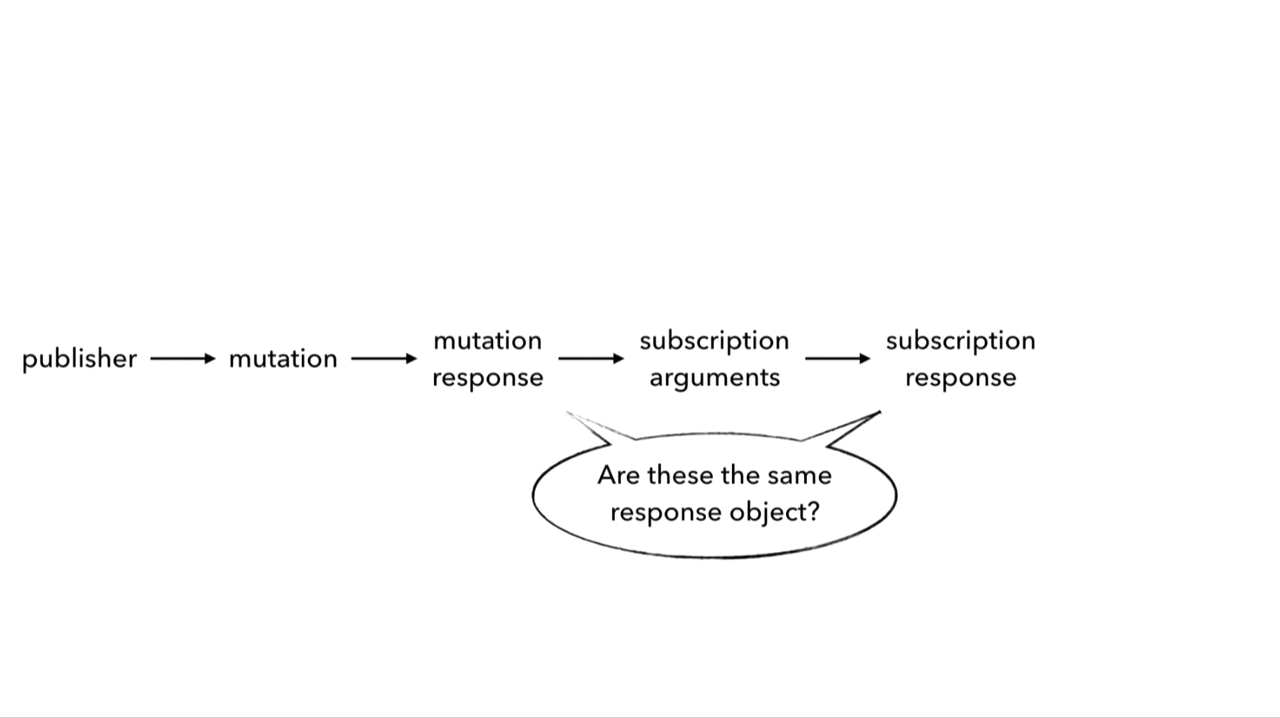 publisher
mutation
mutation
response
subscription
arguments
subscription
response
Are these the same
response object?